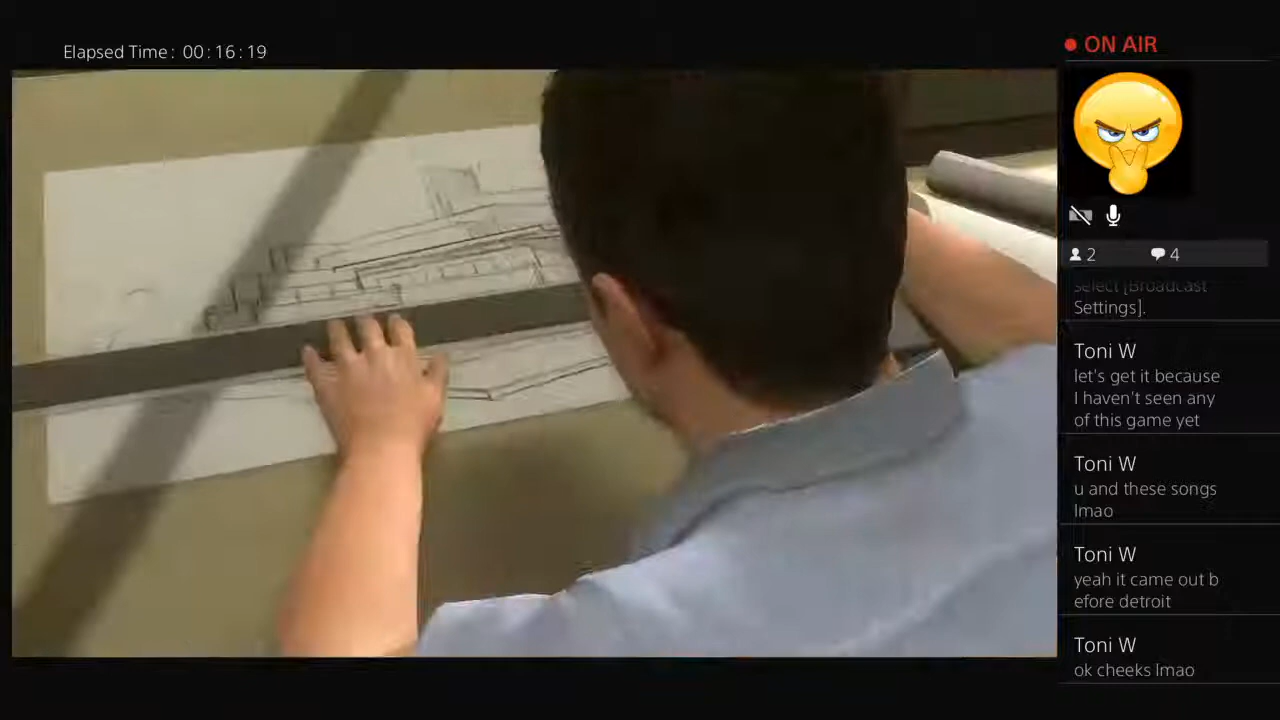 Elapsed Time: 00:16:19
ON AIR
2 4
Select [Broadcast
Settings].
Toni W
let's get it because
I haven't seen any
of this game yet
Toni W
u and these songs
lmao
Toni W
yeah it came out b
efore detroit
Toni W
ok cheeks lmao